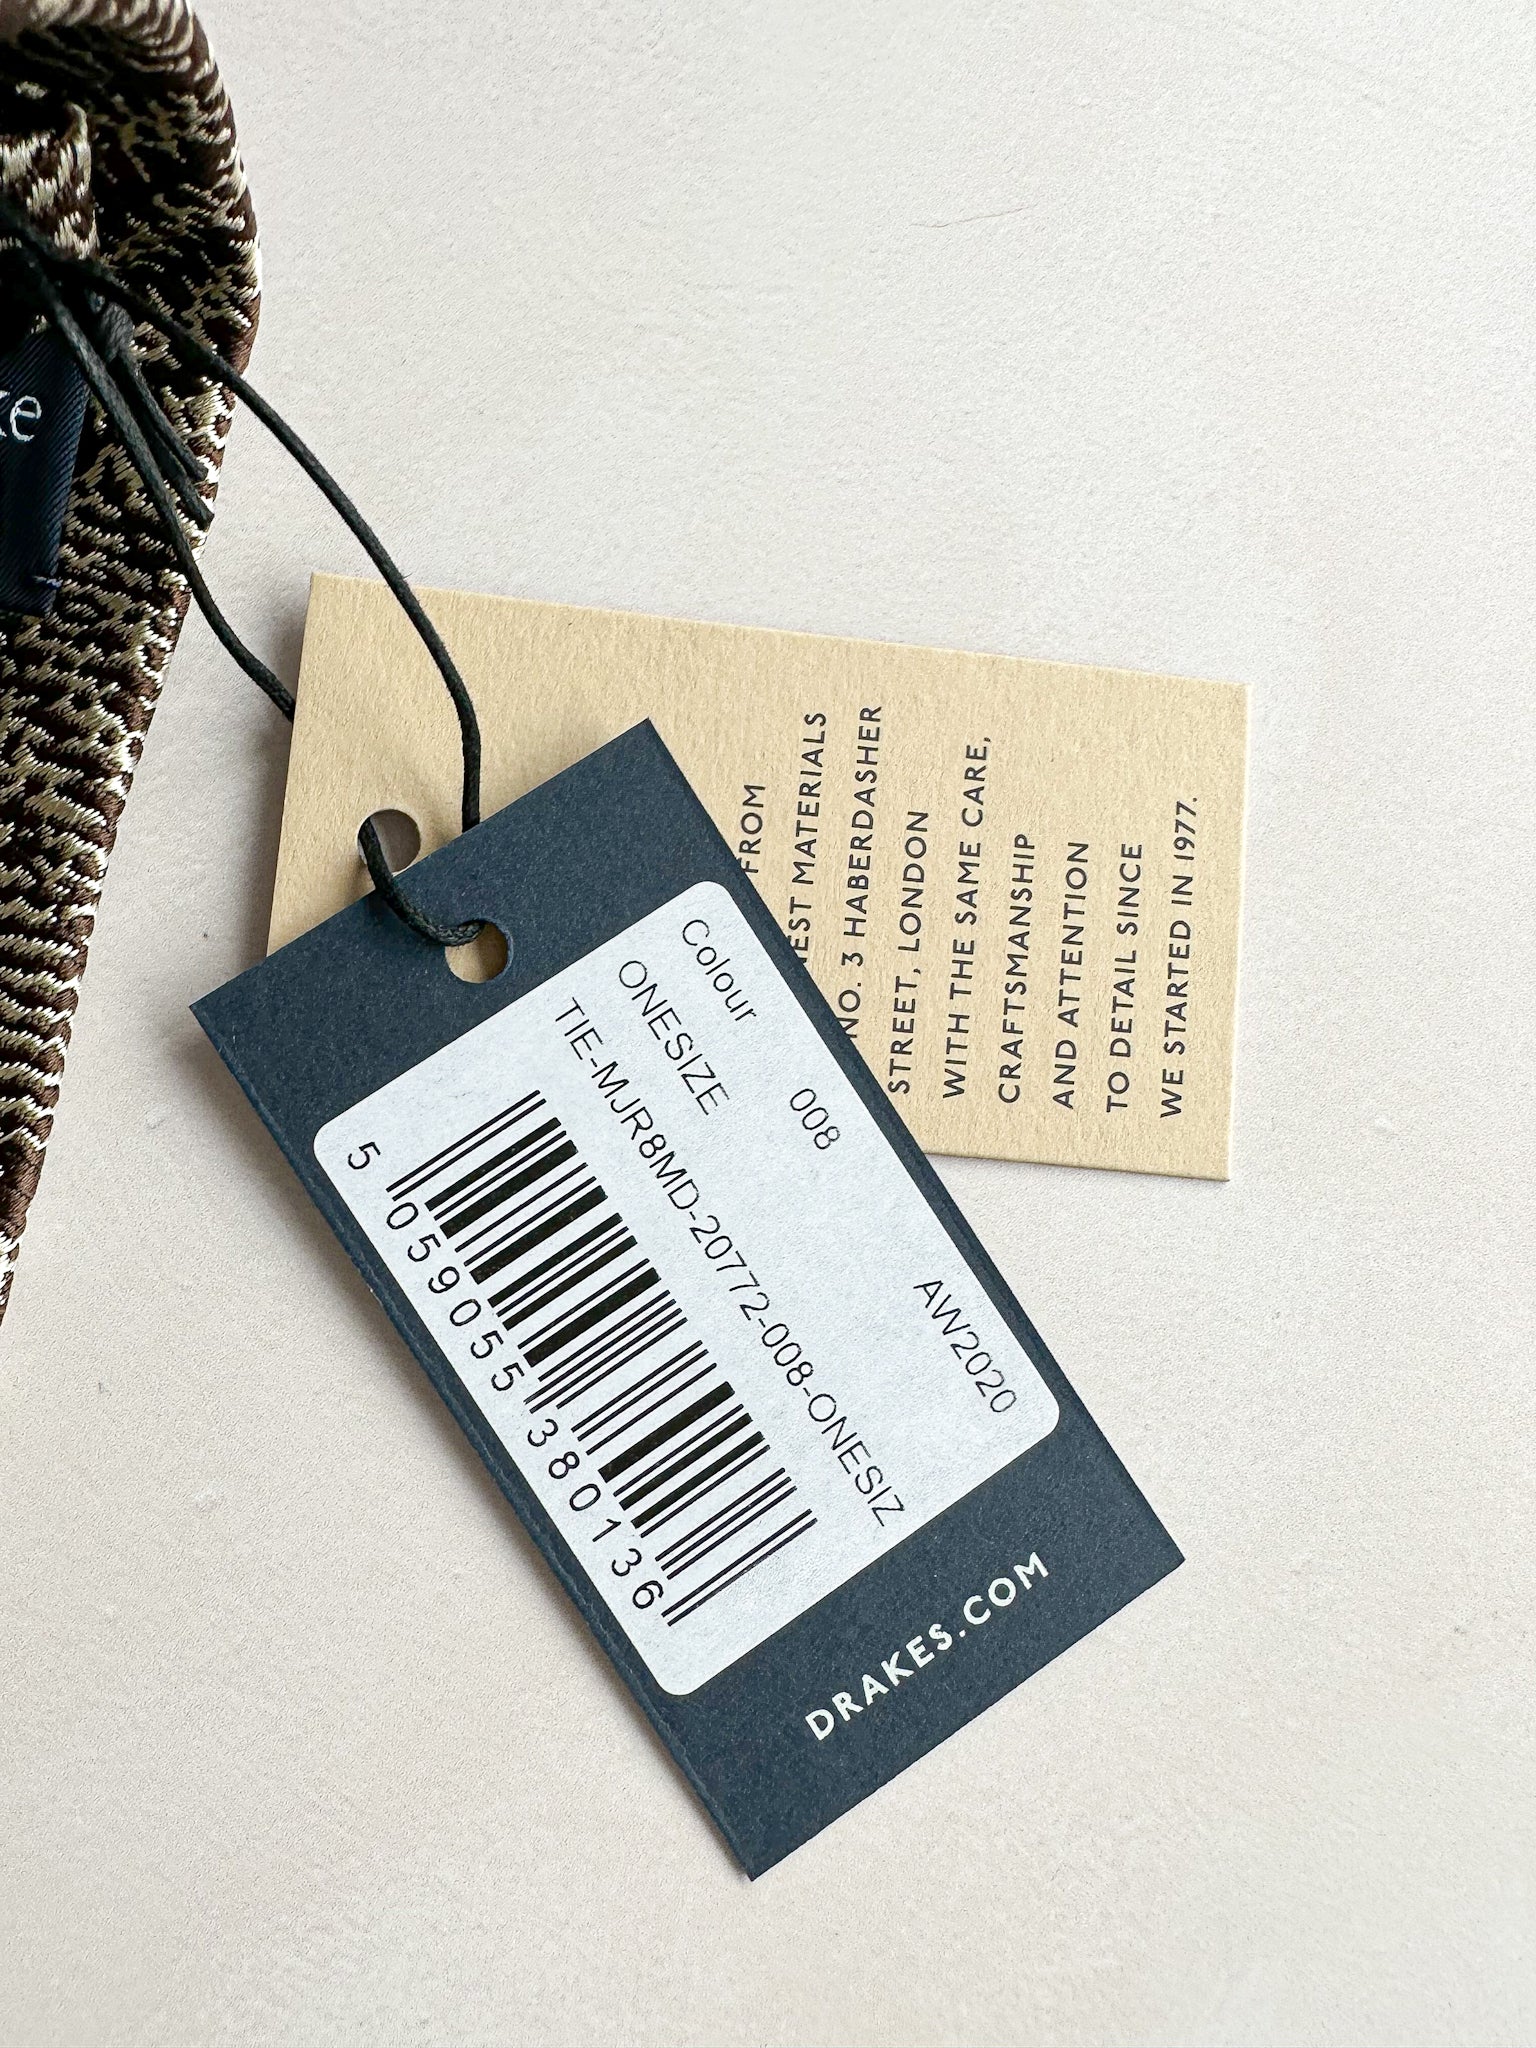 Colour 008 AW2020
ONESIZE
TIE-MJR8MD-20772-008-ONESIZ
5 059055 380136
DRAKES.COM
FROM
MATERIALS
NO. 3 HABERDASHER
STREET, LONDON
WITH THE SAME CARE,
CRAFTSMANSHIP
AND ATTENTION
TO DETAIL SINCE
WE STARTED IN 1977.